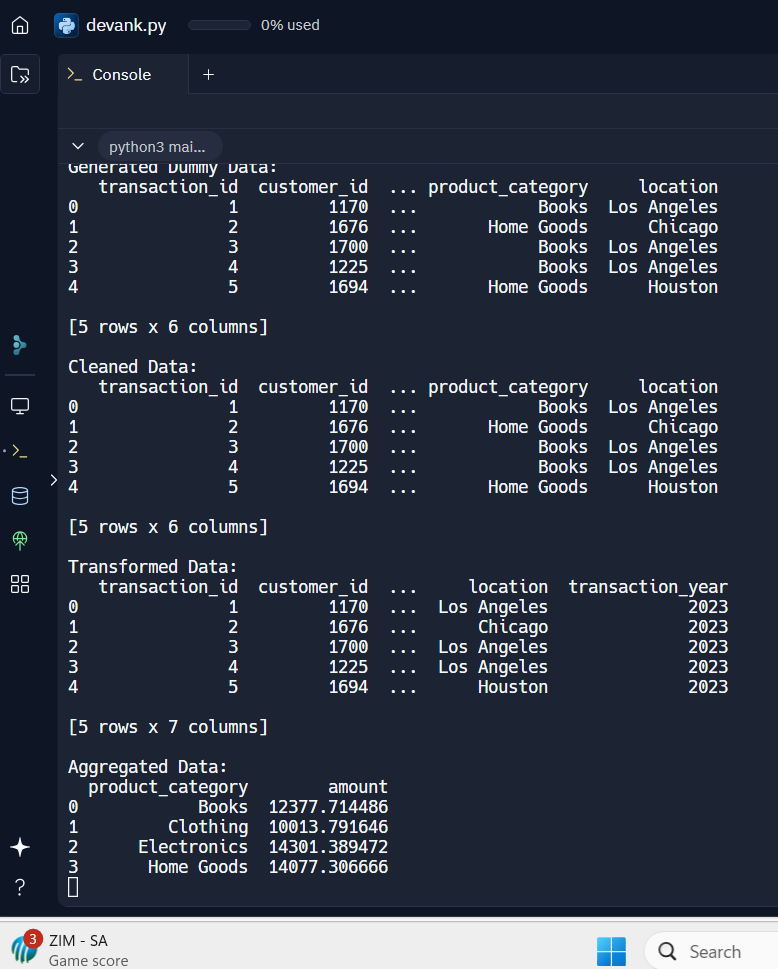 devank.py 0% used
Console
python3 mai...
Generated Dummy Data:
transaction_id customer_id ... product_category location
0 1 1170 ... Books Los Angeles
1 2 1676 ... Home Goods Chicago
2 3 1700 ... Books Los Angeles
3 4 1225 ... Books Los Angeles
4 5 1694 ... Home Goods Houston
[5 rows x 6 columns]
Cleaned Data:
transaction_id customer_id ... product_category location
0 1 1170 ... Books Los Angeles
1 2 1676 ... Home Goods Chicago
2 3 1700 ... Books Los Angeles
3 4 1225 ... Books Los Angeles
4 5 1694 ... Home Goods Houston
[5 rows x 6 columns]
Transformed Data:
transaction_id customer_id ... location transaction_year
0 1 1170 ... Los Angeles 2023
1 2 1676 ... Chicago 2023
2 3 1700 ... Los Angeles 2023
3 4 1225 ... Los Angeles 2023
4 5 1694 ... Houston 2023
[5 rows x 7 columns]
Aggregated Data:
product_category amount
0 Books 12377.714486
1 Clothing 10013.791646
2 Electronics 14301.389472
3 Home Goods 14077.306666
3 ZIM - SA
Game score
Search